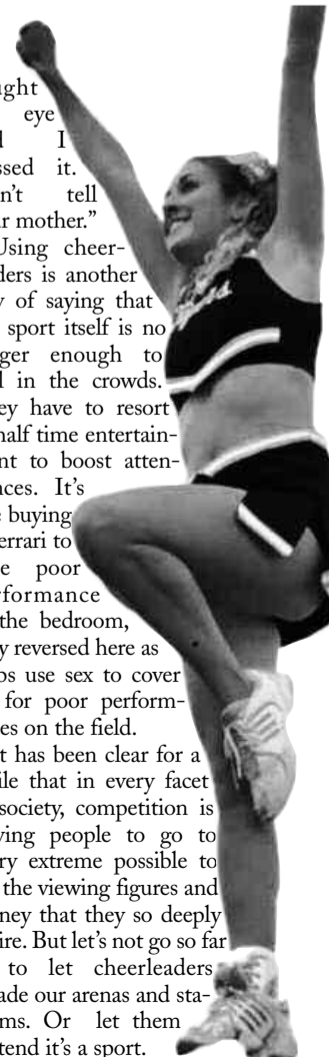 ught
eye
I
ssed it.
n't tell
ur mother."
Using cheer-
ders is another
y of saying that
sport itself is no
ger enough to
l in the crowds.
ey have to resort
half time entertain-
nt to boost atten-
nces. It's
e buying
errari to
e poor
rformance
the bedroom,
y reversed here as
bs use sex to cover
for poor perform-
es on the field.
t has been clear for a
ile that in every facet
society, competition is
ving people to go to
ry extreme possible to
the viewing figures and
ney that they so deeply
ire. But let's not go so far
to let cheerleaders
ade our arenas and sta-
ms. Or let them
tend it's a sport.